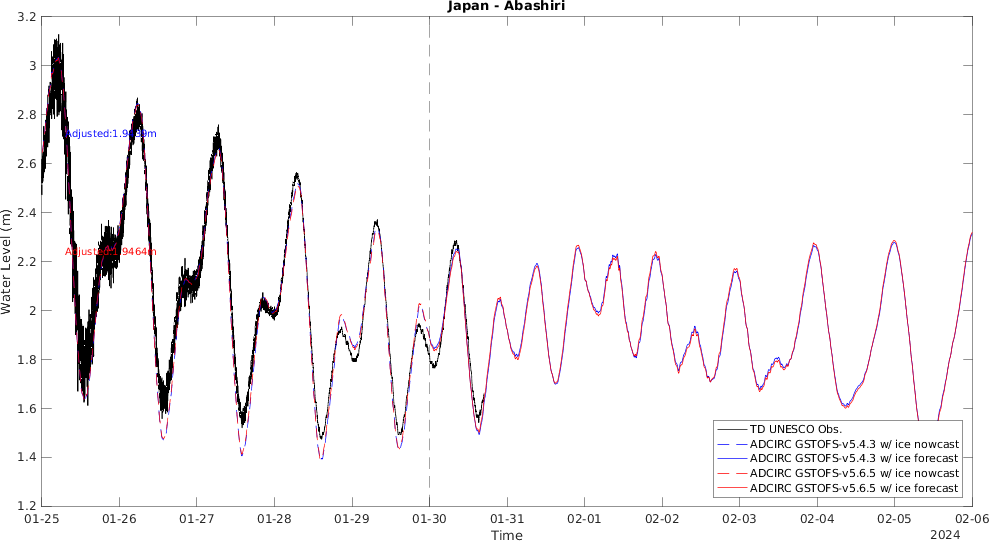 Japan - Abashiri
3.2
3
2.8
2.6
2.4
2.2
2
1.8
1.6
1.4
1.2
Water Level (m)
Adjusted:1.9464m
TD UNESCO Obs.
ADCIRC GSTOFS-v5.4.3 w/ ice nowcast
ADCIRC GSTOFS-v5.4.3 w/ ice forecast
ADCIRC GSTOFS-v5.6.5 w/ ice nowcast
ADCIRC GSTOFS-v5.6.5 w/ ice forecast
01-25 01-26 01-27 01-28 01-29 01-30 01-31 02-01 02-02 02-03 02-04 02-05 02-06
Time
2024